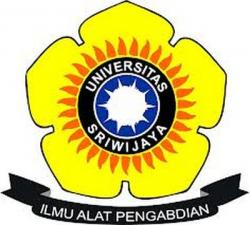 UNIVERSITAS
SRIWIJAYA
ILMU ALAT PENGABDIAN